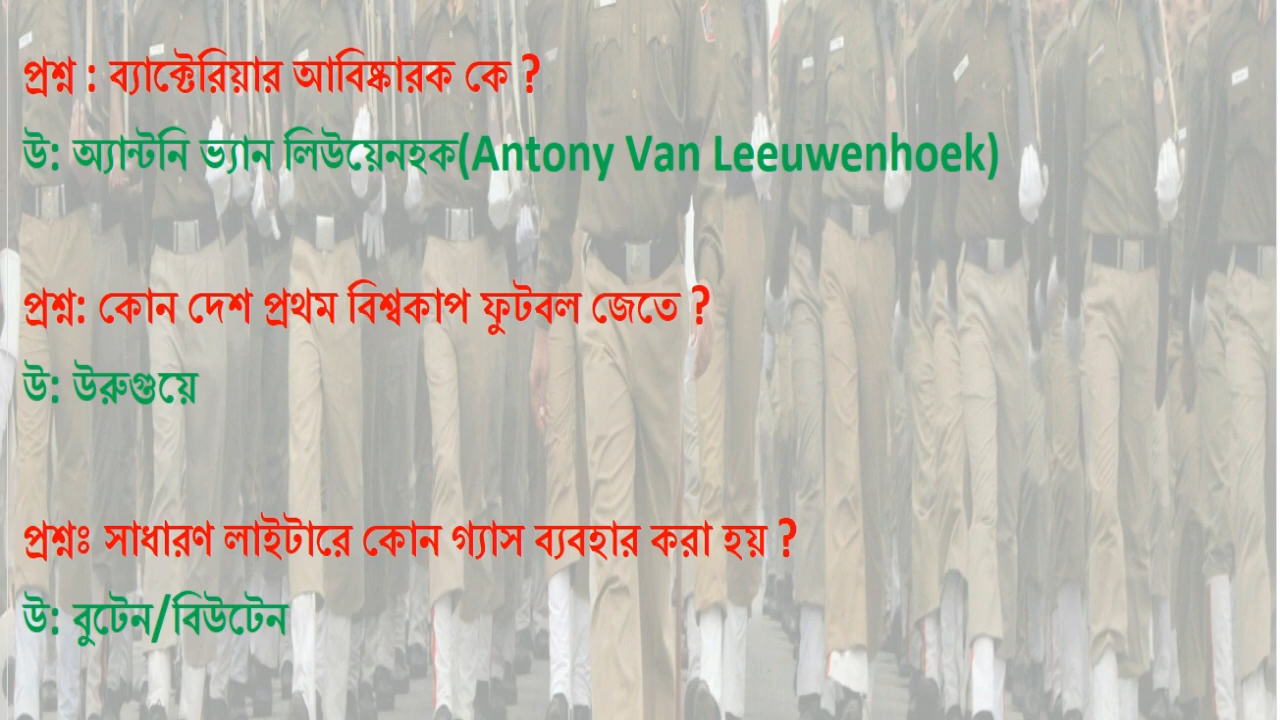 প্রশ্ন : ব্যাক্টেরিয়ার আবিষ্কারক কে ?
উ: অ্যান্টনি ভ্যান লিউয়েনহক(Antony Van Leeuwenhoek)
প্রশ্ন: কোন দেশ প্রথম বিশ্বকাপ ফুটবল জেতে ?
উ: উরুগুয়ে
প্রশ্নঃ সাধারণ লাইটারে কোন গ্যাস ব্যবহার করা হয় ?
উ: বুটেন/বিউটেন